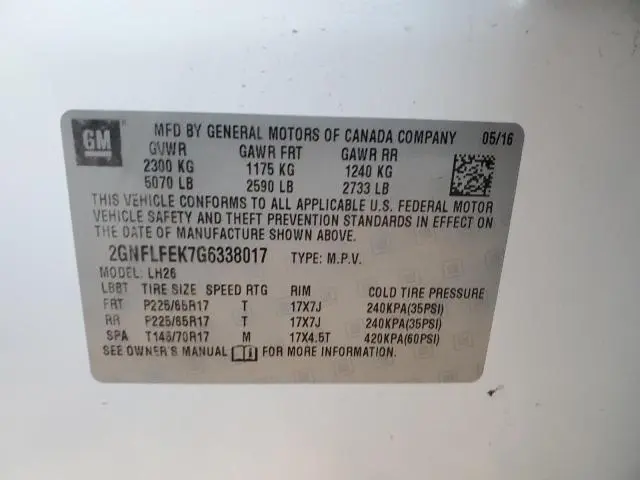 GM MFD BY GENERAL MOTORS OF CANADA COMPANY 05/16
GVWR GAWR FRT GAWR RR
2300 KG 1175 KG 1240 KG
5070 LB 2590 LB 2733 LB
THIS VEHICLE CONFORMS TO ALL APPLICABLE U.S. FEDERAL MOTOR
VEHICLE SAFETY AND THEFT PREVENTION STANDARDS IN EFFECT ON
THE DATE OF MANUFACTURE SHOWN ABOVE.
2GNFLFEK7G6338017 TYPE: M.P.V.
MODEL: LH26
LBBT TIRE SIZE SPEED RTG RIM COLD TIRE PRESSURE
FRT P225/65R17 T 17X7J 240KPA(35PSI)
RR P225/65R17 T 17X7J 240KPA(35PSI)
SPA T145/70R17 M 17X4.5T 420KPA(60PSI)
SEE OWNER'S MANUAL FOR MORE INFORMATION.